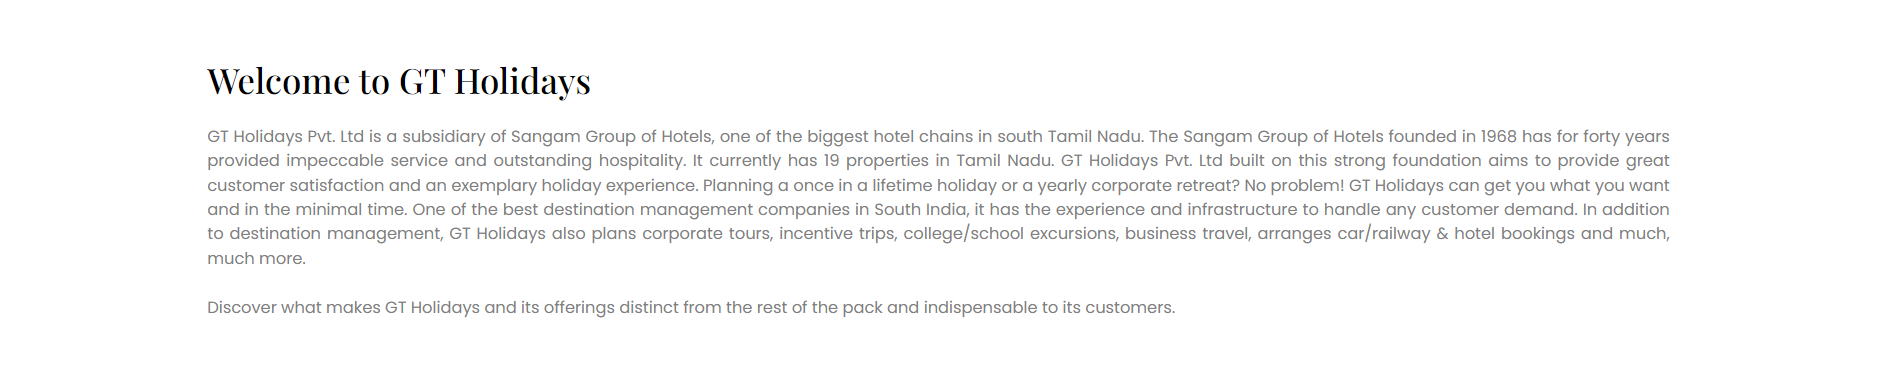 Welcome to GT Holidays
GT Holidays Pvt. Ltd is a subsidiary of Sangam Group of Hotels, one of the biggest hotel chains in south Tamil Nadu. The Sangam Group of Hotels founded in 1968 has for forty years
provided impeccable service and outstanding hospitality. It currently has 19 properties in Tamil Nadu. GT Holidays Pvt. Ltd built on this strong foundation aims to provide great
customer satisfaction and an exemplary holiday experience. Planning a once in a lifetime holiday or a yearly corporate retreat? No problem! GT Holidays can get you what you want
and in the minimal time. One of the best destination management companies in South India, it has the experience and infrastructure to handle any customer demand. In addition
to destination management, GT Holidays also plans corporate tours, incentive trips, college/school excursions, business travel, arranges car/railway & hotel bookings and much,
much more.
Discover what makes GT Holidays and its offerings distinct from the rest of the pack and indispensable to its customers.